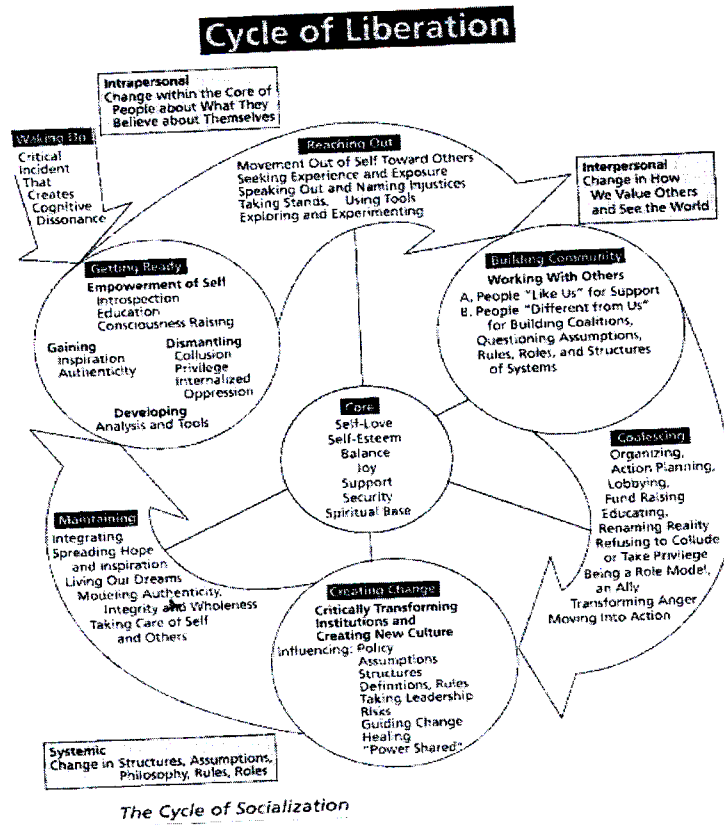 Cycle of Liberation
Intrapersonal
Change within the Core of
People about What They
Believe about Themselves
Waking Up
Critical
Incident
That
Creates
Cognitive
Dissonance
Reaching Out
Movement Out of Self Toward Others
Seeking Experience and Exposure
Speaking Out and Naming Injustices
Taking Stands, Using Tools
Exploring and Experimenting
Interpersonal
Change in How
We Value Others
and See the World
Getting Ready
Empowerment of Self
Introspection
Education
Consciousness Raising
Gaining
Inspiration
Authenticity
Dismantling
Collusion
Privilege
Internalized
Oppression
Developing
Analysis and Tools
Building Community
Working With Others
A. People "Like Us" for Support
B. People "Different from Us"
for Building Coalitions,
Questioning Assumptions,
Rules, Roles, and Structures
of Systems
Core
Self-Love
Self-Esteem
Balance
Joy
Support
Security
Spiritual Base
Coalescing
Organizing,
Action Planning,
Lobbying,
Fund Raising
Educating,
Renaming Reality
Refusing to Collude
or Take Privilege
Being a Role Model,
an Ally
Transforming Anger
Moving Into Action
Maintaining
Integrating
Spreading Hope
and Inspiration
Living Our Dreams
Modeling Authenticity,
Integrity and Wholeness
Taking Care of Self
and Others
Creating Change
Critically Transforming
Institutions and
Creating New Culture
Influencing: Policy
Assumptions
Structures
Definitions, Rules
Taking Leadership
Risks
Guiding Change
Healing
"Power Shared"
Systemic
Change in Structures, Assumptions,
Philosophy, Rules, Roles
The Cycle of Socialization